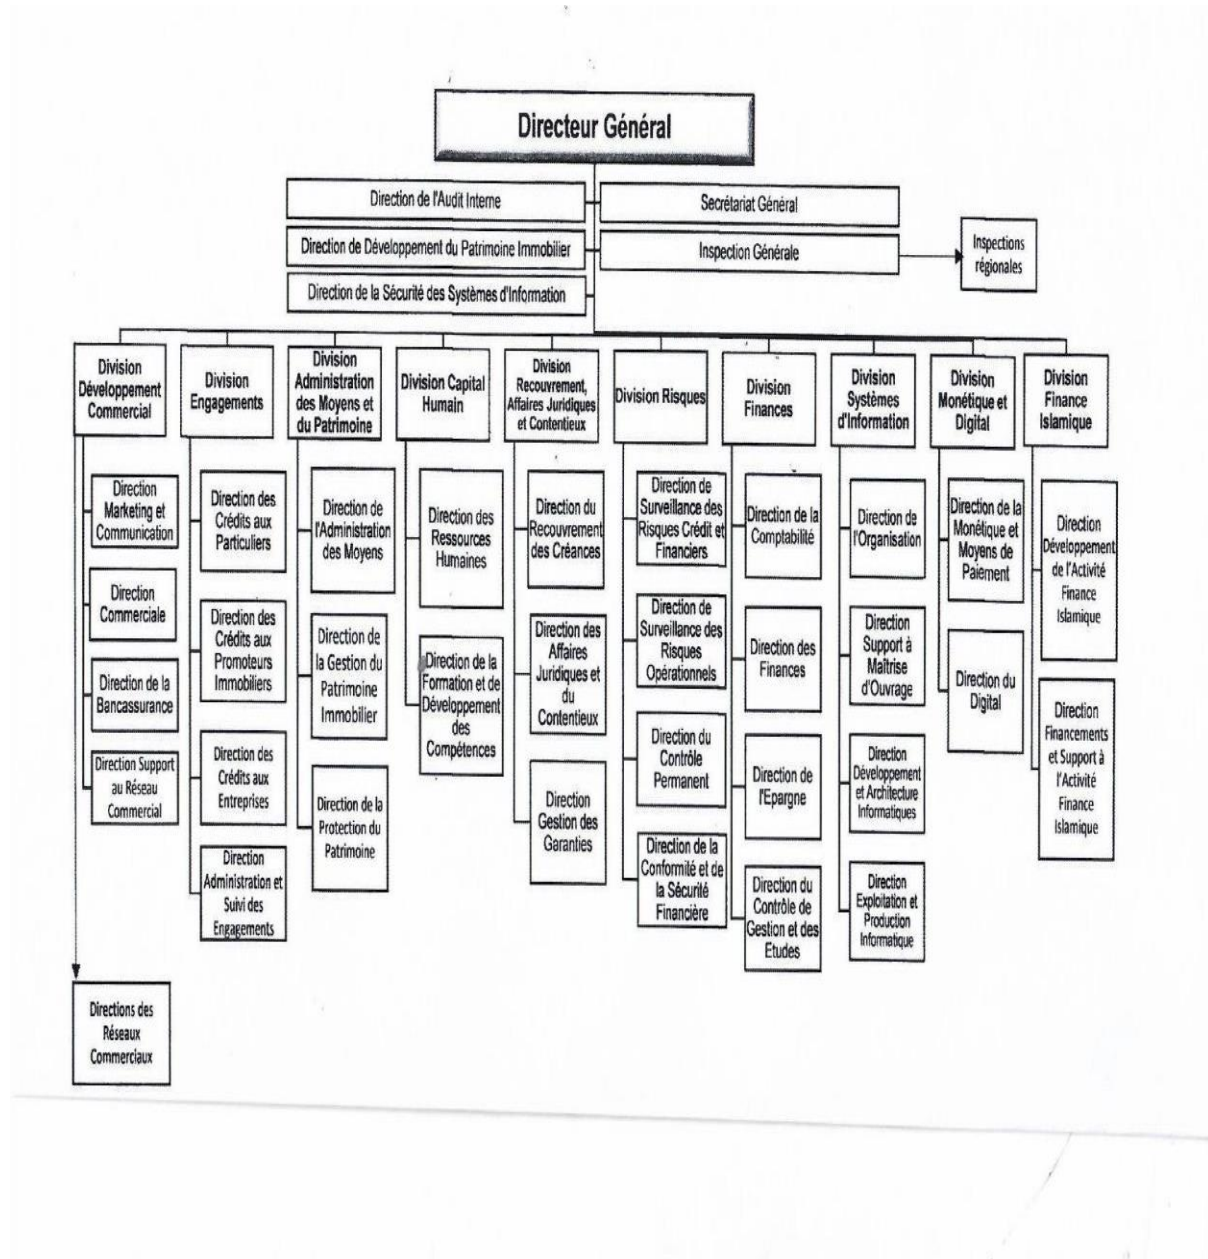 Directeur Général
Direction de l'Audit Interne
Secrétariat Général
Direction de Développement du Patrimoine Immobilier
Inspection Générale
Inspections
régionales
Direction de la Sécurité des Systèmes d'Information
Division
Développement
Commercial
Division
Engagements
Division
Administration
des Moyens et
du Patrimoine
Division Capital
Humain
Division
Recouvrement,
Affaires Juridiques
et Contentieux
Division Risques
Division
Finances
Division
Systèmes
d'Information
Division
Monétique et
Digital
Division
Finance
Islamique
Direction
Marketing et
Communication
Direction
Commerciale
Direction de la
Bancassurance
Direction Support
au Réseau
Commercial
Directions des
Réseaux
Commerciaux
Direction des
Crédits aux
Particuliers
Direction des
Crédits aux
Promoteurs
Immobiliers
Direction des
Crédits aux
Entreprises
Direction
Administration et
Suivi des
Engagements
Direction de
l'Administration
des Moyens
Direction de
la Gestion du
Patrimoine
Immobilier
Direction de la
Protection du
Patrimoine
Direction des
Ressources
Humaines
Direction de la
Formation et de
Développement
des
Compétences
Direction du
Recouvrement
des Créances
Direction des
Affaires
Juridiques et
du
Contentieux
Direction
Gestion des
Garanties
Direction de
Surveillance des
Risques Crédit et
Financiers
Direction de
Surveillance des
Risques
Opérationnels
Direction du
Contrôle
Permanent
Direction de la
Conformité et de
la Sécurité
Financière
Direction de la
Comptabilité
Direction des
Finances
Direction de
l'Epargne
Direction du
Contrôle de
Gestion et des
Etudes
Direction de
l'Organisation
Direction
Support à
Maîtrise
d'Ouvrage
Direction
Développement
et Architecture
Informatiques
Direction
Exploitation et
Production
Informatique
Direction de la
Monétique et
Moyens de
Paiement
Direction du
Digital
Direction
Développement
de l'Activité
Finance
Islamique
Direction
Financements
et Support à
l'Activité
Finance
Islamique